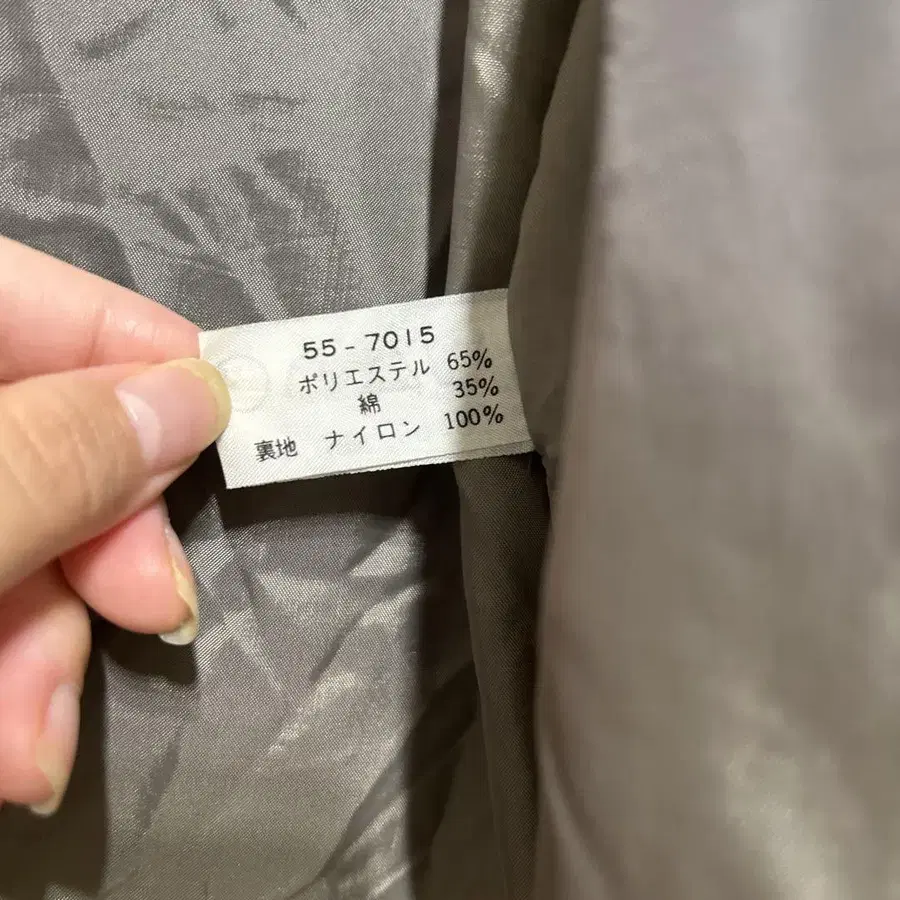 55-7015
ポリエステル 65%
綿 35%
裏地 ナイロン 100%